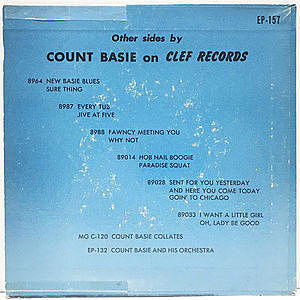 EP-157
Other sides by
COUNT BASIE on CLEF RECORDS
8964 NEW BASIE BLUES
SURE THING
8987 EVERY TUB
JIVE AT FIVE
8988 FAWNCY MEETING YOU
WHY NOT
89014 HOB NAIL BOOGIE
PARADISE SQUAT
89028 SENT FOR YOU YESTERDAY
AND HERE YOU COME TODAY
GOIN' TO CHICAGO
89033 I WANT A LITTLE GIRL
OH, LADY BE GOOD
MG C-120 COUNT BASIE COLLATES
EP-132 COUNT BASIE AND HIS ORCHESTRA